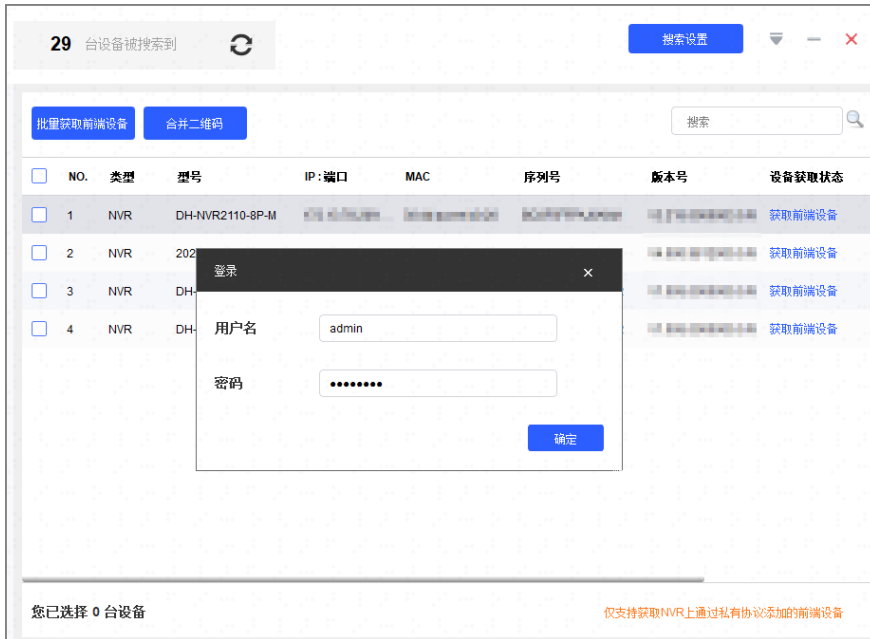 29 台设备被搜索到
搜索设置
批量获取前端设备 合并二维码 搜索
NO. 类型 型号 IP:端口 MAC 序列号 版本号 设备获取状态
1 NVR DH-NVR2110-8P-M 获取前端设备
2 NVR 202 获取前端设备
3 NVR DH- 获取前端设备
4 NVR DH- 获取前端设备
登录
用户名 admin
密码 ••••••••
确定
您已选择 0 台设备 仅支持获取NVR上通过私有协议添加的前端设备